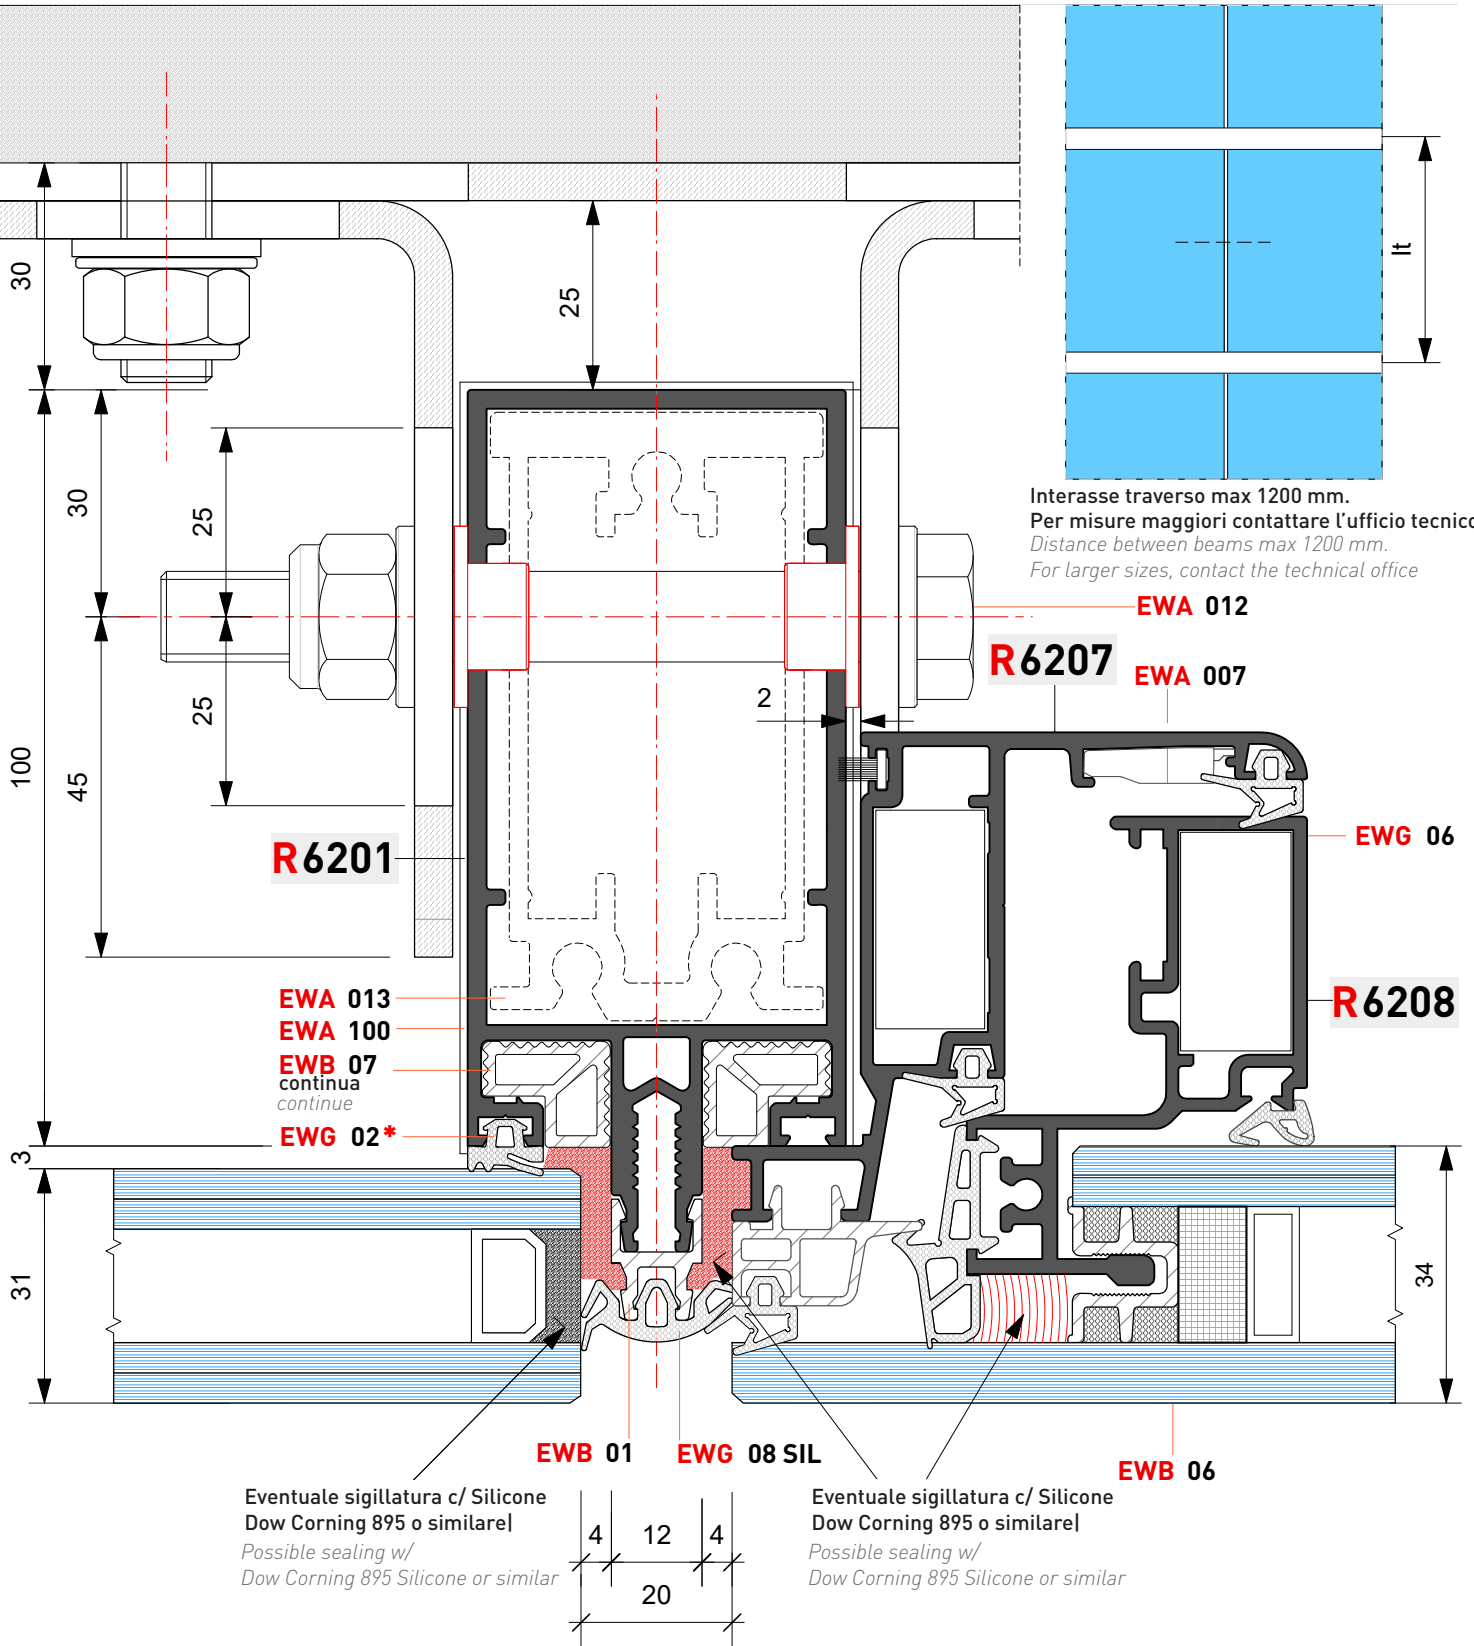 30
25
lt
Interasse traverso max 1200 mm.
Per misure maggiori contattare l'ufficio tecnico
Distance between beams max 1200 mm.
For larger sizes, contact the technical office
30
25
EWA 012
R6207
EWA 007
2
25
100
45
R6201
EWG 06
EWA 013
EWA 100
EWB 07
continua
continue
EWG 02*
R6208
3
31
34
EWB 01
EWG 08 SIL
EWB 06
Eventuale sigillatura c/ Silicone
Dow Corning 895 o similare|
Possible sealing w/
Dow Corning 895 Silicone or similar
4
12
4
20
Eventuale sigillatura c/ Silicone
Dow Corning 895 o similare|
Possible sealing w/
Dow Corning 895 Silicone or similar